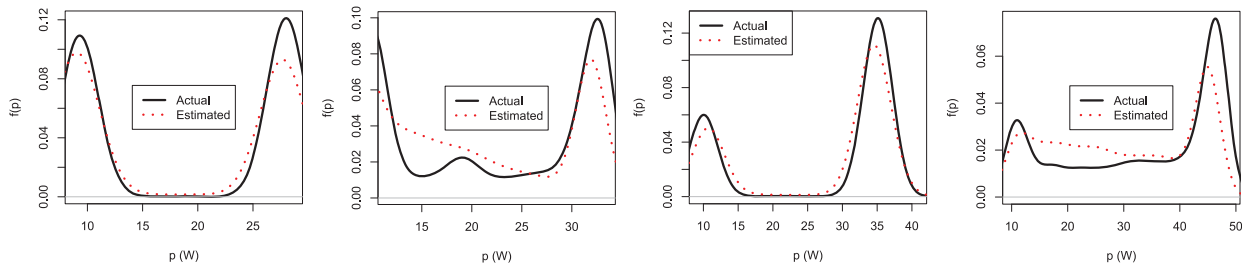 f(p)
0.00
0.04
0.08
0.12
Actual
Estimated
10 15 20 25
p (W)
f(p)
0.00
0.02
0.04
0.06
0.08
0.10
Actual
Estimated
15 20 25 30
p (W)
f(p)
0.00
0.04
0.08
0.12
Actual
Estimated
10 15 20 25 30 35 40
p (W)
f(p)
0.00
0.02
0.04
0.06
Actual
Estimated
10 20 30 40 50
p (W)